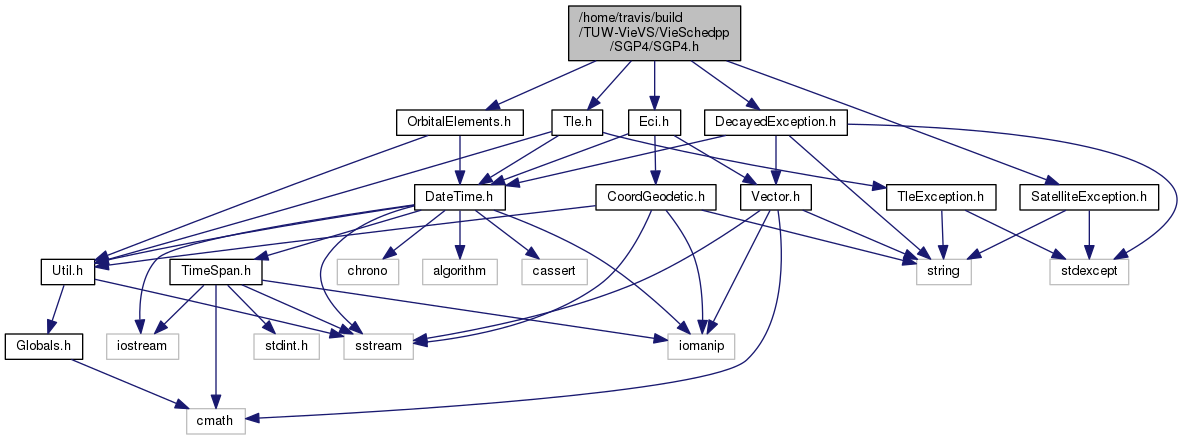 /home/travis/build
/TUW-VieVS/VieSchedpp
/SGP4/SGP4.h
OrbitalElements.h
Tle.h
Eci.h
DecayedException.h
DateTime.h
CoordGeodetic.h
Vector.h
TleException.h
SatelliteException.h
Util.h
TimeSpan.h
chrono
algorithm
cassert
string
stdexcept
Globals.h
iostream
stdint.h
sstream
iomanip
cmath